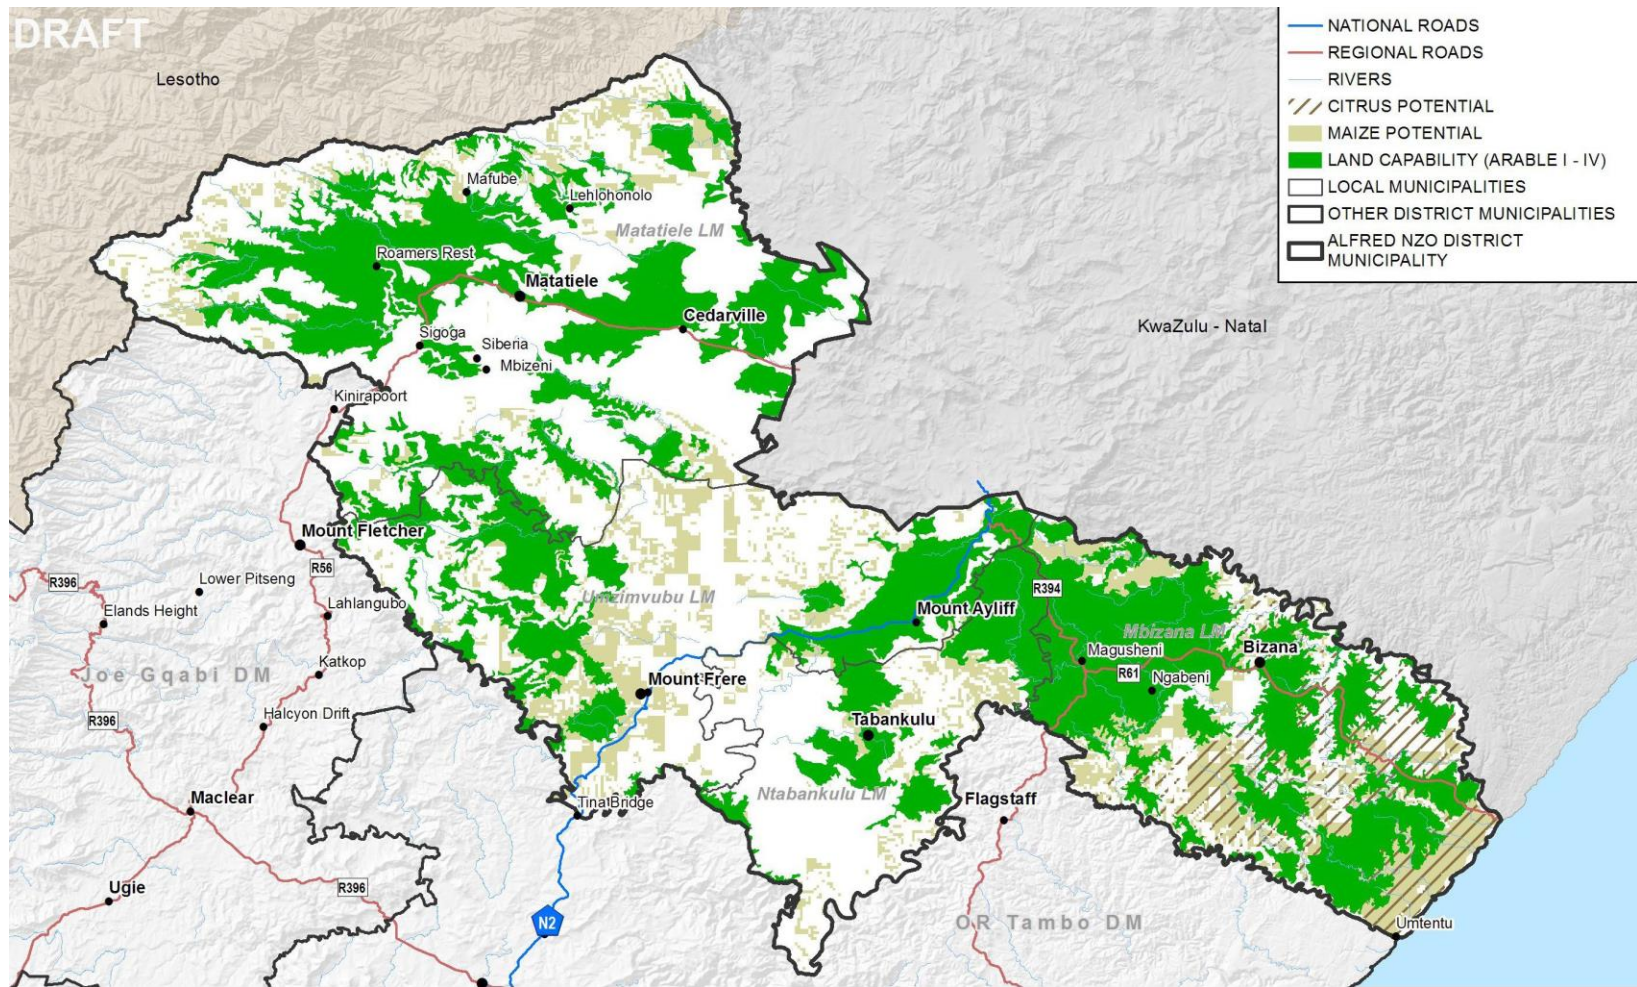 DRAFT
Lesotho
NATIONAL ROADS
REGIONAL ROADS
RIVERS
CITRUS POTENTIAL
MAIZE POTENTIAL
LAND CAPABILITY (ARABLE I - IV)
LOCAL MUNICIPALITIES
OTHER DISTRICT MUNICIPALITIES
ALFRED NZO DISTRICT
MUNICIPALITY
Mafube
Lehlohonolo
Matatiele LM
Roamers Rest
Matatiele
Cedarville
KwaZulu - Natal
Sigoga
Siberia
Mbizeni
Kinirapoort
Mount Fletcher
R56
R396
Lower Pitseng
Elands Height
Lahlangubo
Umzimvubu LM
Mount Ayliff
R394
Mbizana LM
Magusheni
Bizana
R61
Ngabeni
Katkop
Joe Gqabi DM
Mount Frere
R396
Halcyon Drift
Tabankulu
Ntabankulu LM
Flagstaff
Maclear
Tina Bridge
Ugie
R396
N2
OR Tambo DM
Umtentu